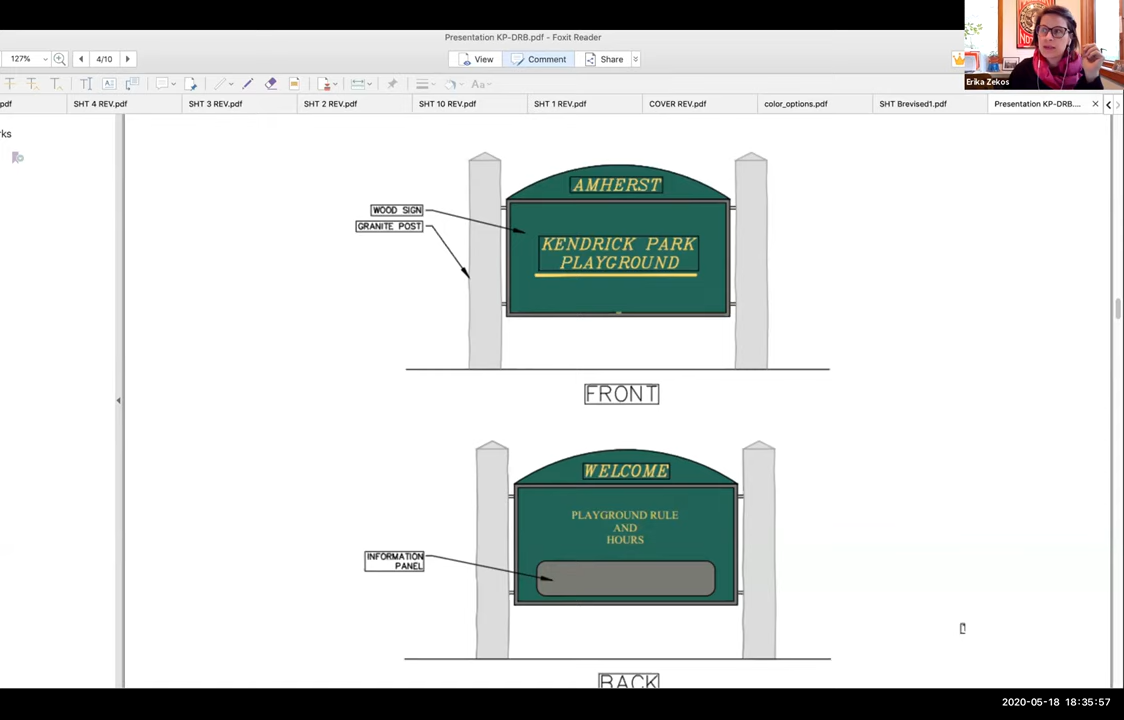 Presentation KP-DRB.pdf - Foxit Reader
127%
4/10
View
Comment
Share
Erika Zekos
pdf
SHT 4 REV.pdf
SHT 3 REV.pdf
SHT 2 REV.pdf
SHT 10 REV.pdf
SHT 1 REV.pdf
COVER REV.pdf
color_options.pdf
SHT Brevised1.pdf
Presentation KP-DRB....
rks
AMHERST
WOOD SIGN
GRANITE POST
KENDRICK PARK
PLAYGROUND
FRONT
WELCOME
PLAYGROUND RULE
AND
HOURS
INFORMATION
PANEL
BACK
2020-05-18 18:35:57